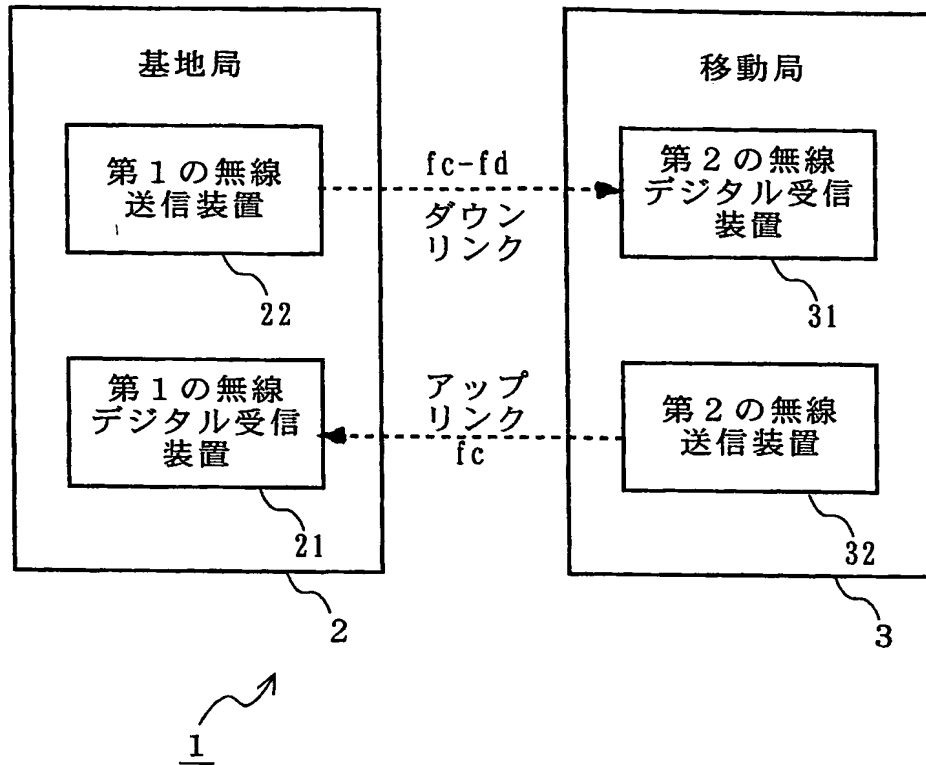 基地局
第1の無線
送信装置
22
第1の無線
デジタル受信
装置
21
2
fc-fd
ダウン
リンク
アップ
リンク
fc
移動局
第2の無線
デジタル受信
装置
31
第2の無線
送信装置
32
3
1